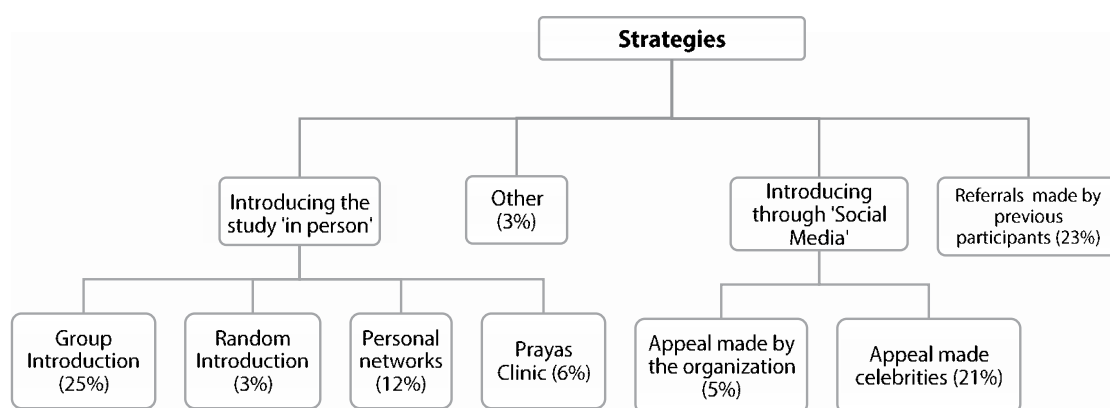 Strategies
Introducing the
study 'in person'
Other
(3%)
Introducing
through 'Social
Media'
Referrals made by
previous
participants (23%)
Group
Introduction
(25%)
Random
Introduction
(3%)
Personal
networks
(12%)
Prayas
Clinic (6%)
Appeal made by
the organization
(5%)
Appeal made
celebrities (21%)